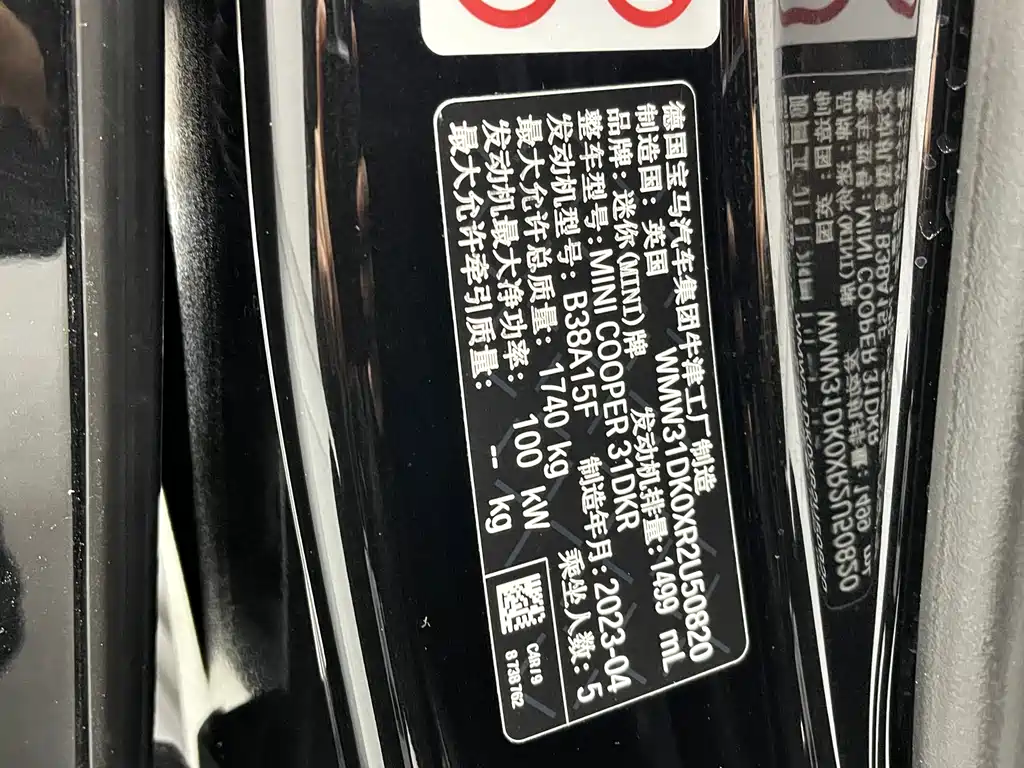 德国宝马汽车集团牛津工厂制造
制造国：英国 WMW31DK0XR2U50820
品牌：迷你(MINI)牌 发动机排量：1499 mL
整车型号：MINI COOPER 31DKR
发动机型号：B38A15F 制造年月：2023-04
最大允许总质量：1740 kg 乘坐人数：5
发动机最大净功率：100 kW
最大允许牵引质量：-- kg
CAR19
8738762